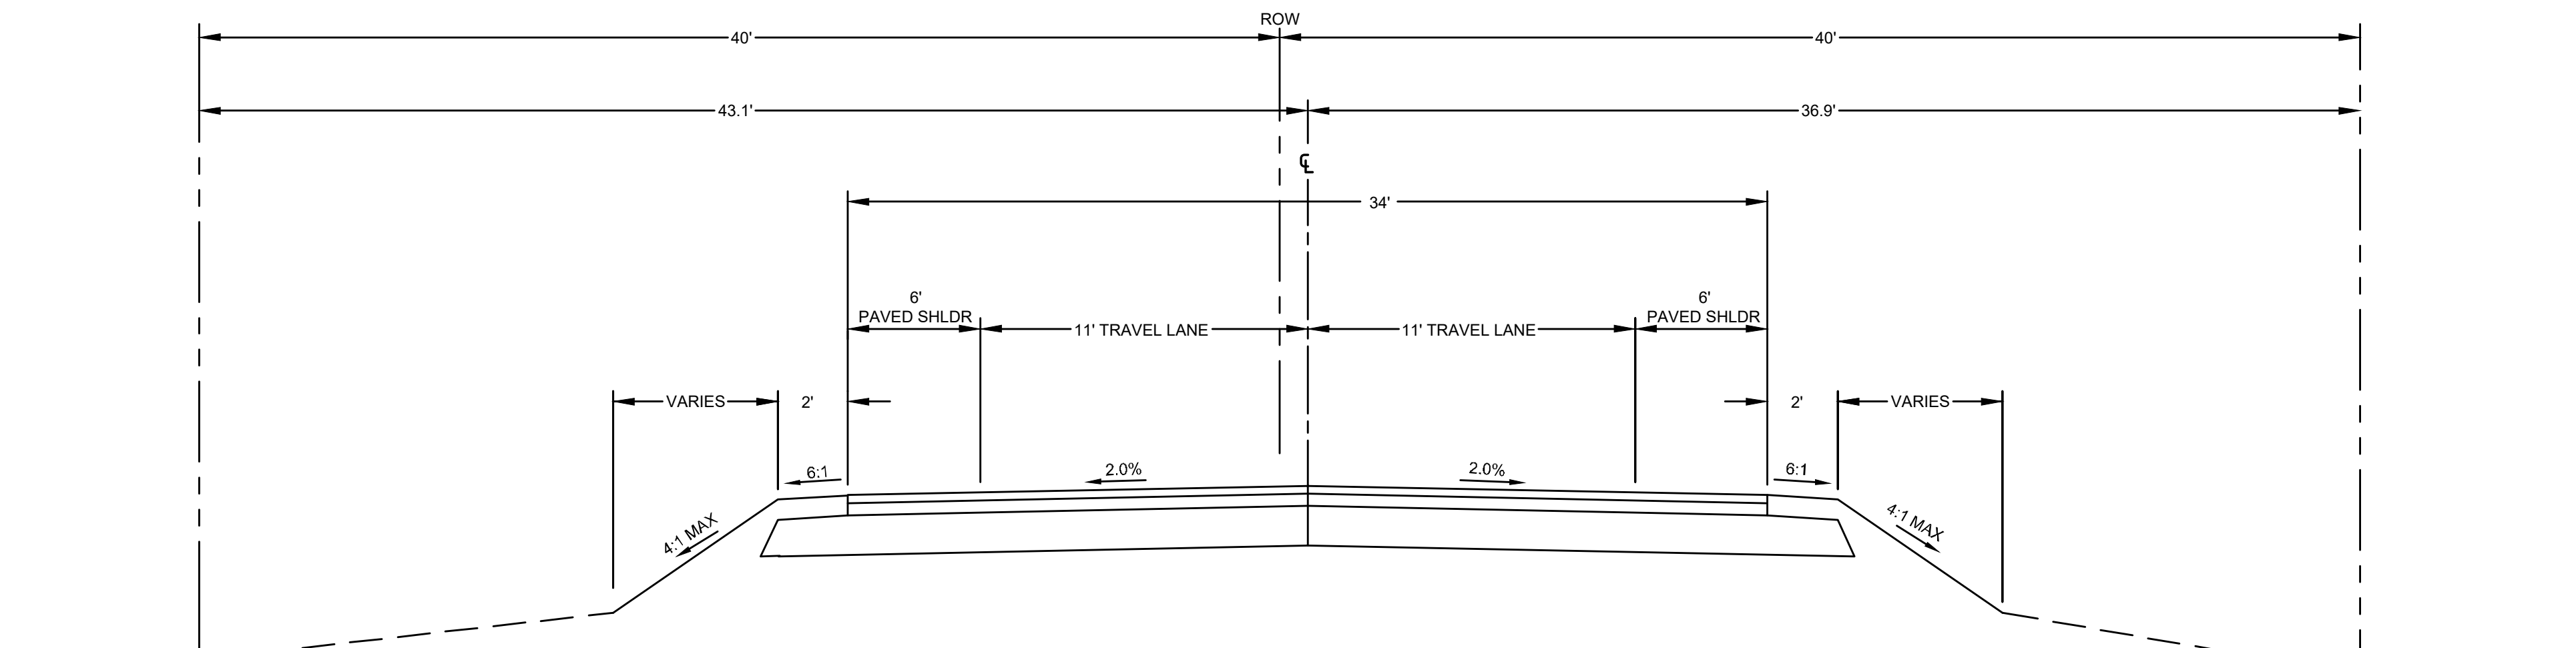 ROW
40' 40'
43.1' 36.9'
℄
34'
6' 6'
PAVED SHLDR PAVED SHLDR
11' TRAVEL LANE 11' TRAVEL LANE
VARIES 2' 2' VARIES
6:1 2.0% 2.0% 6:1
4:1 MAX 4:1 MAX